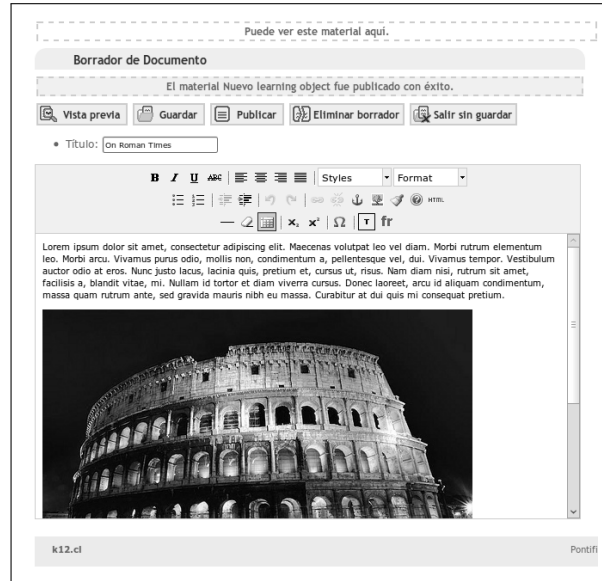 Puede ver este material aquí.
Borrador de Documento
El material Nuevo learning object fue publicado con éxito.
Vista previa Guardar Publicar Eliminar borrador Salir sin guardar
Título: On Roman Times
B I U ABC Styles Format
HTML
x₂ x² Ω T fr
Lorem ipsum dolor sit amet, consectetur adipiscing elit. Maecenas volutpat leo vel diam. Morbi rutrum elementum
leo. Morbi arcu. Vivamus purus odio, mollis non, condimentum a, pellentesque vel, dui. Vivamus tempor. Vestibulum
auctor odio at eros. Nunc justo lacus, lacinia quis, pretium et, cursus ut, risus. Nam diam nisi, rutrum sit amet,
facilisis a, blandit vitae, mi. Nullam id tortor et diam viverra cursus. Donec laoreet, arcu id aliquam condimentum,
massa quam rutrum ante, sed gravida mauris nibh eu massa. Curabitur at dui quis mi consequat pretium.
k12.cl Pontifi